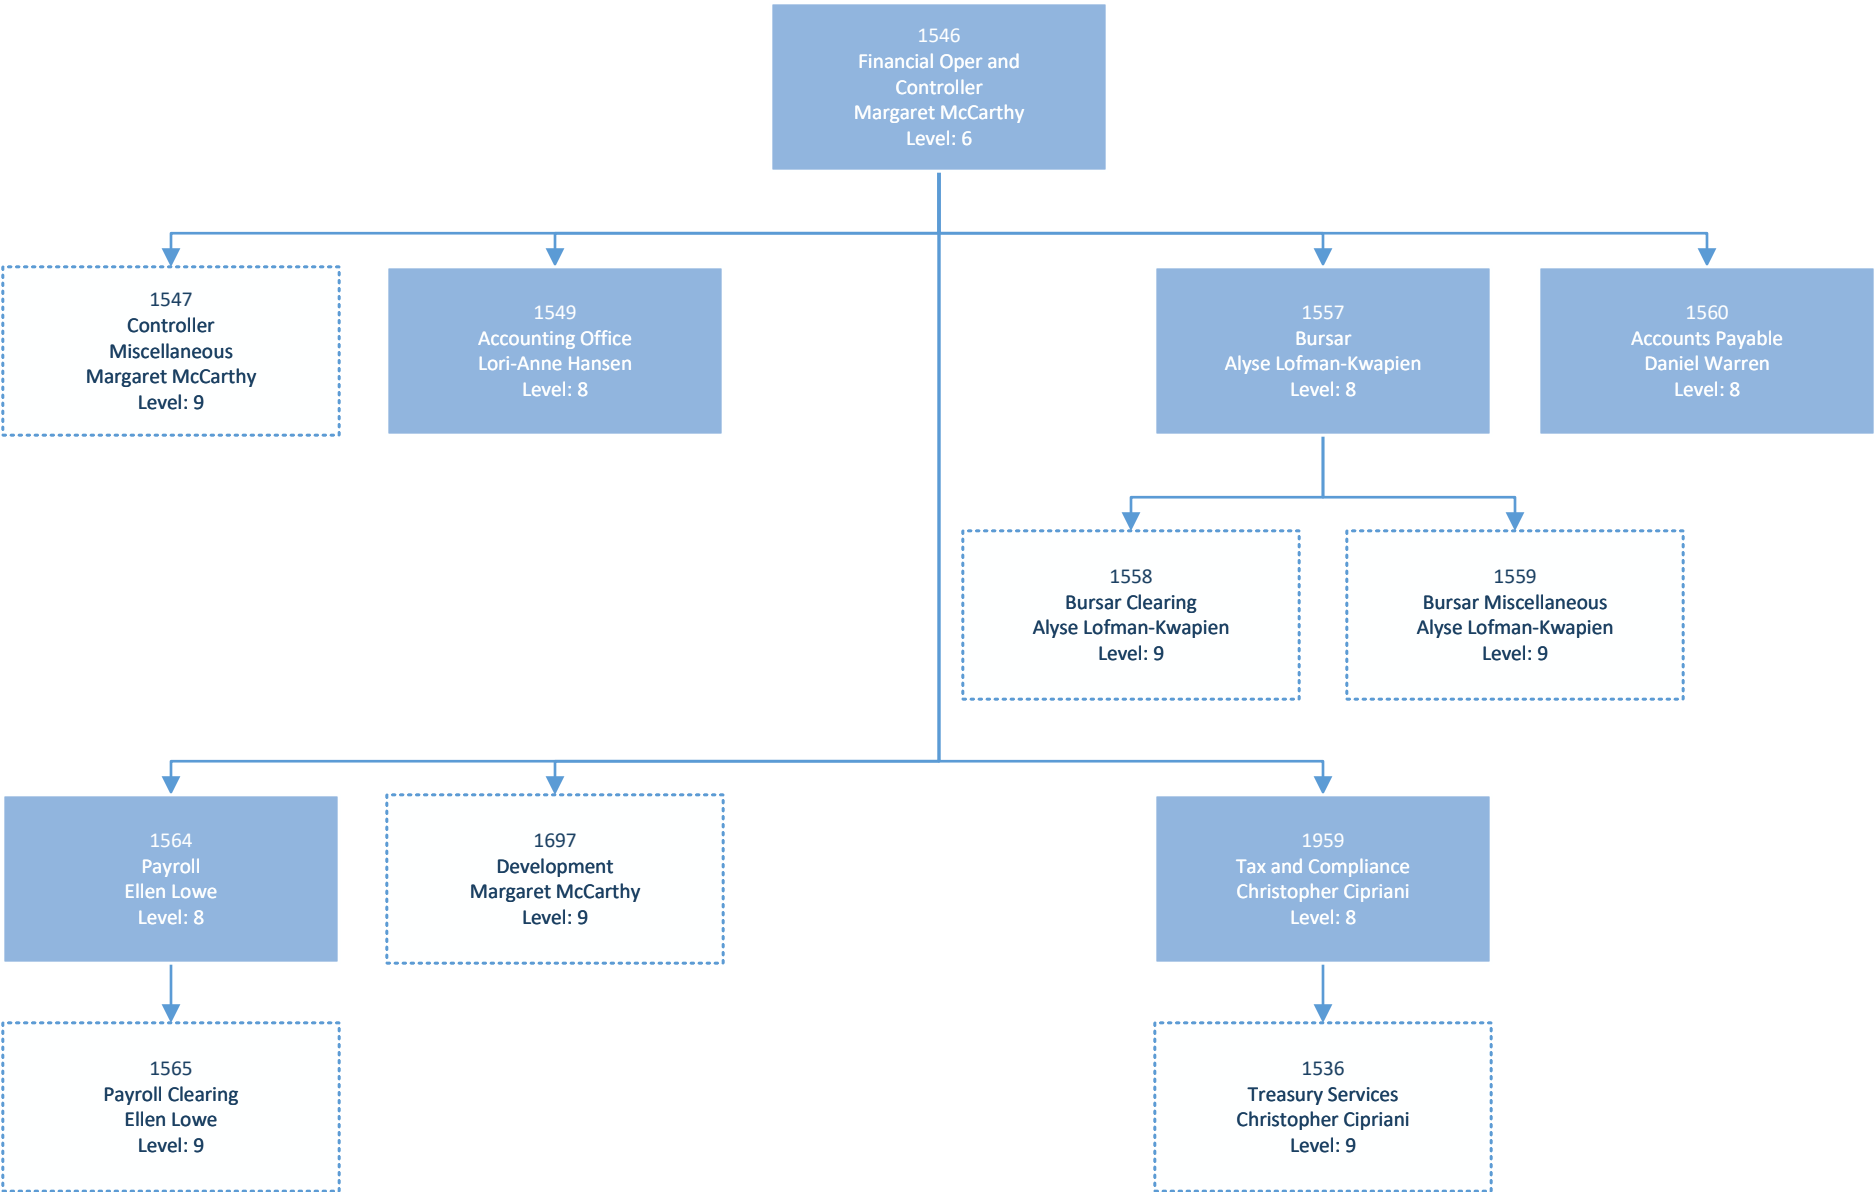 1546
Financial Oper and
Controller
Margaret McCarthy
Level: 6
1547
Controller
Miscellaneous
Margaret McCarthy
Level: 9
1549
Accounting Office
Lori-Anne Hansen
Level: 8
1557
Bursar
Alyse Lofman-Kwapien
Level: 8
1560
Accounts Payable
Daniel Warren
Level: 8
1558
Bursar Clearing
Alyse Lofman-Kwapien
Level: 9
1559
Bursar Miscellaneous
Alyse Lofman-Kwapien
Level: 9
1564
Payroll
Ellen Lowe
Level: 8
1697
Development
Margaret McCarthy
Level: 9
1959
Tax and Compliance
Christopher Cipriani
Level: 8
1565
Payroll Clearing
Ellen Lowe
Level: 9
1536
Treasury Services
Christopher Cipriani
Level: 9